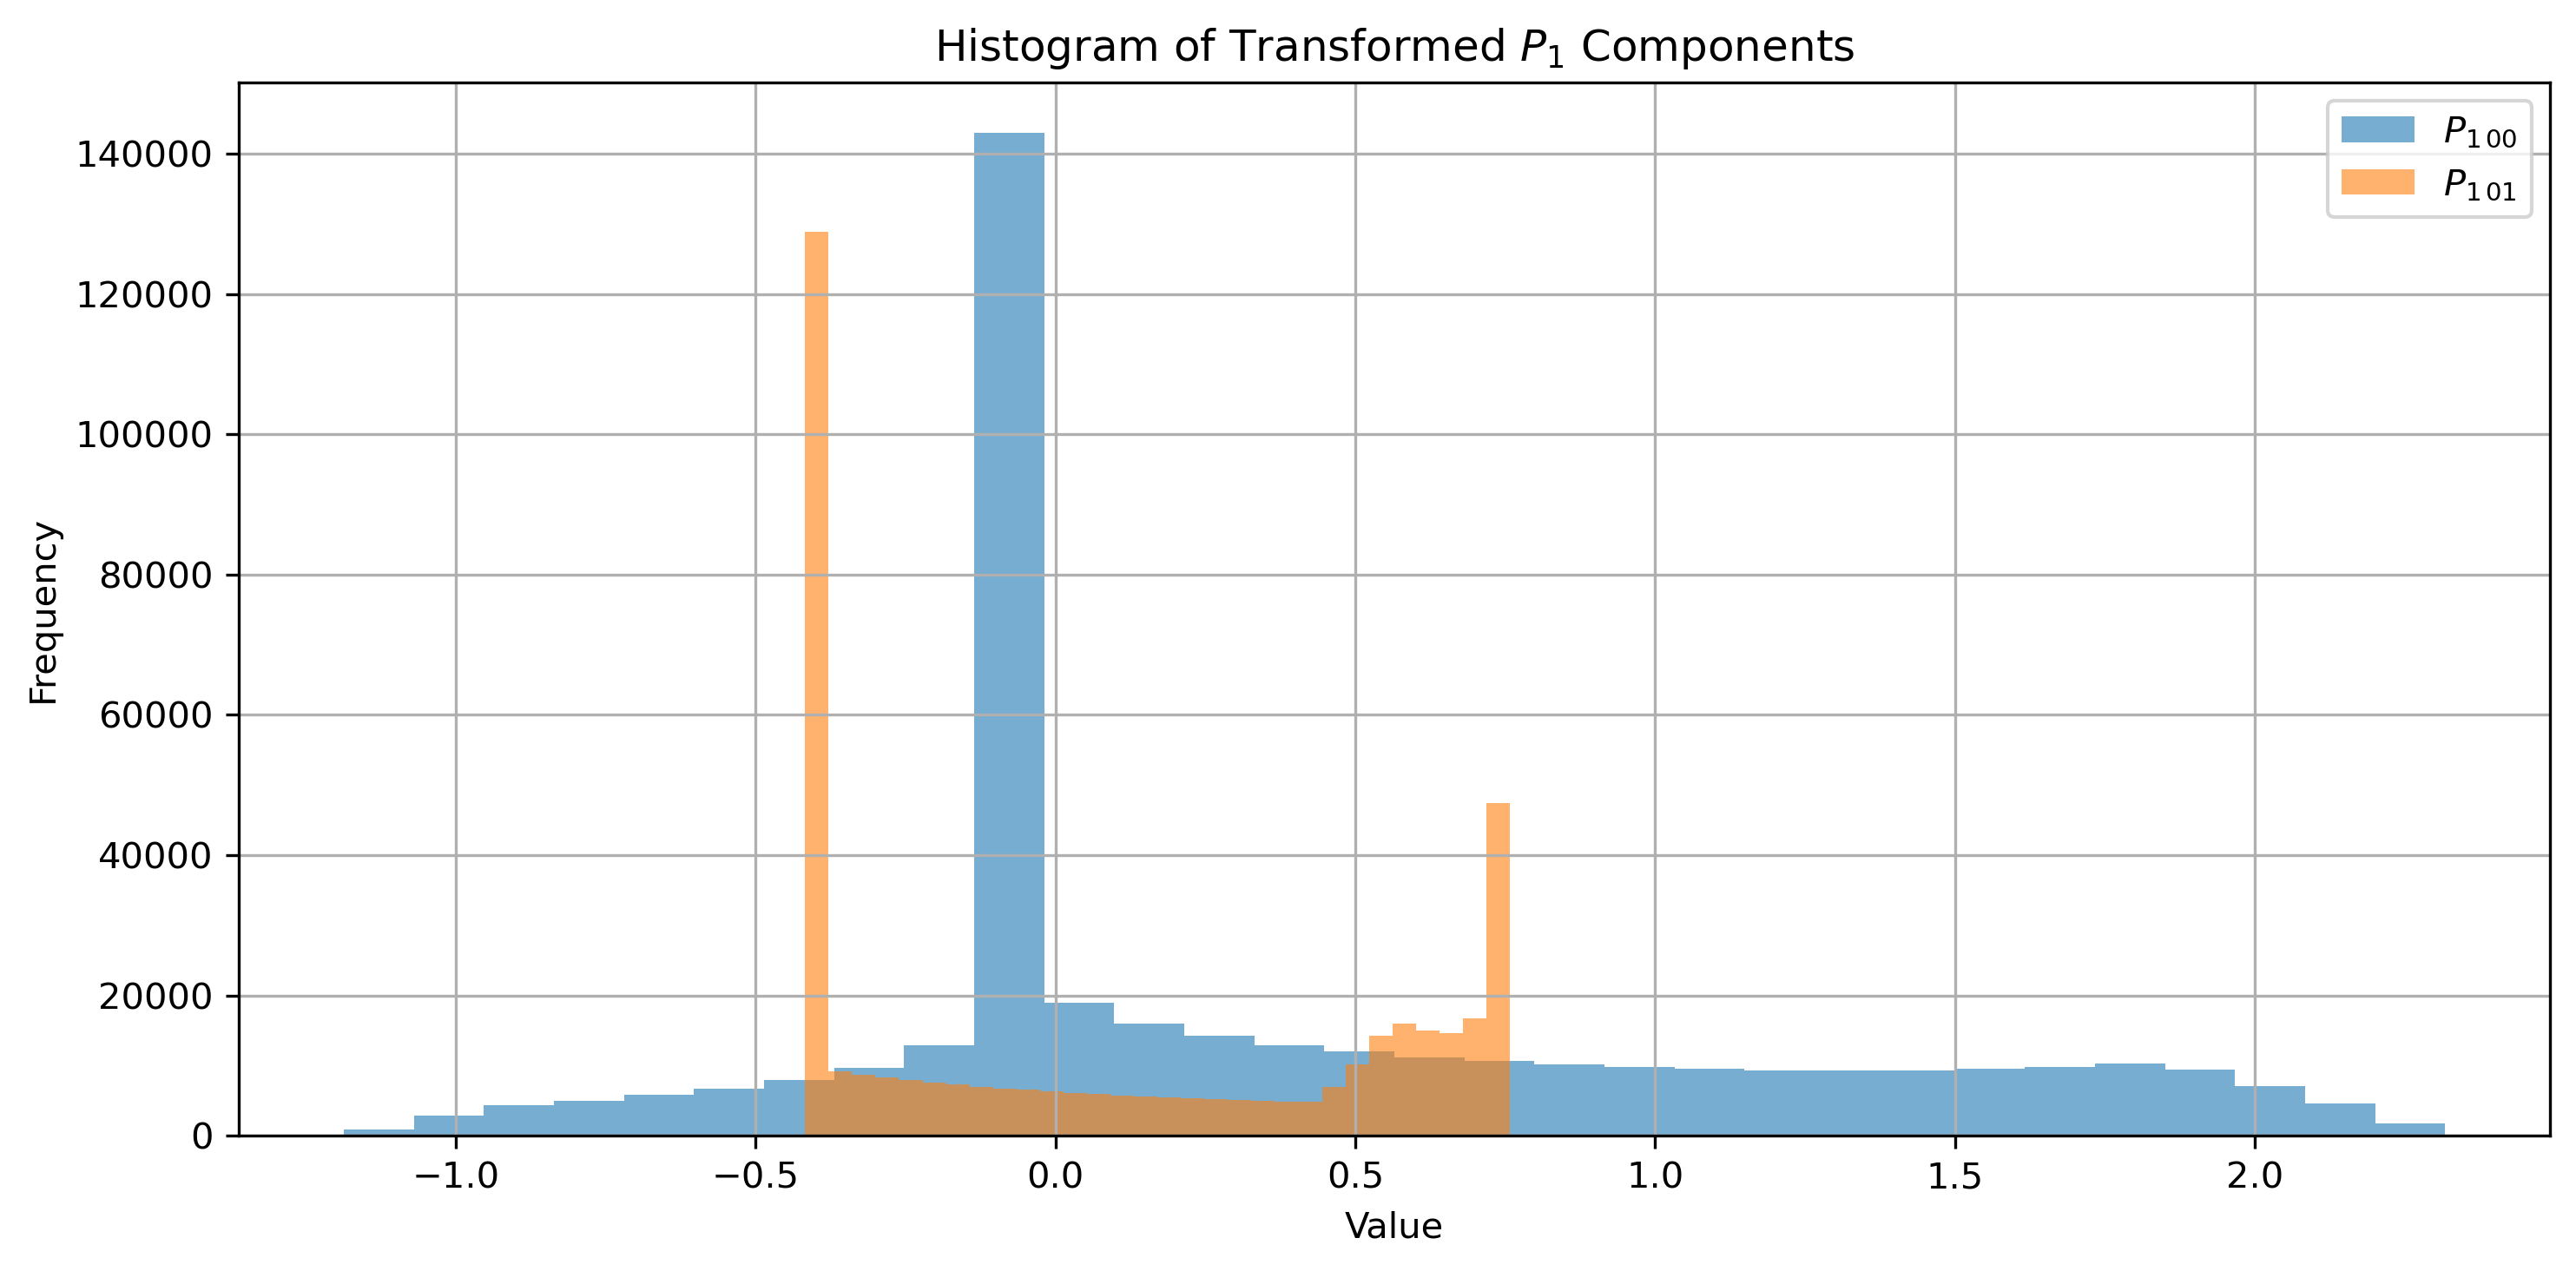 Histogram of Transformed P₁ Components
140000
120000
100000
80000
60000
40000
20000
0
Frequency
−1.0 −0.5 0.0 0.5 1.0 1.5 2.0
Value
P₁ ₀₀
P₁ ₀₁